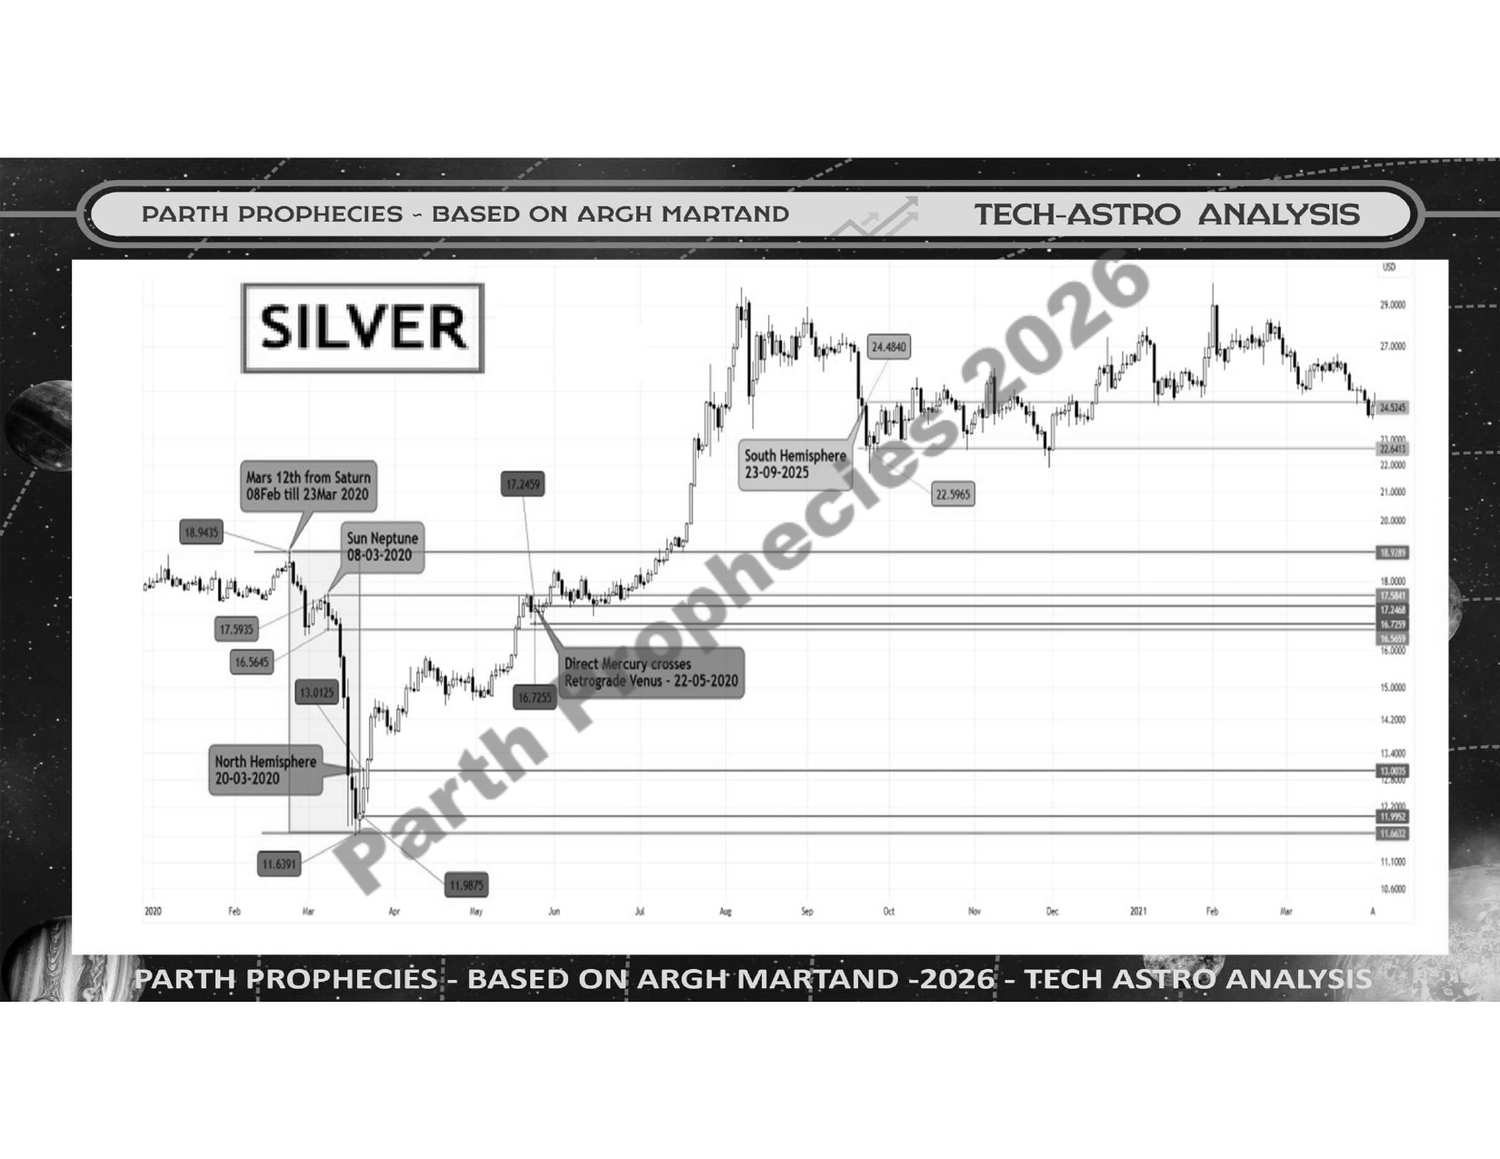 PARTH PROPHECIES ~ BASED ON ARGH MARTAND
TECH-ASTRO ANALYSIS
USD
SILVER
Parth Prophecies 2026
29.0000
27.0000
24.4840
24.5245
23.0000
22.6413
South Hemisphere
23-09-2025
22.0000
Mars 12th from Saturn
08Feb till 23Mar 2020
17.2459
22.5965
21.0000
20.0000
18.9435
Sun Neptune
08-03-2020
18.9289
18.0000
17.5841
17.2468
16.7259
16.5659
17.5935
16.0000
16.5645
Direct Mercury crosses
Retrograde Venus - 22-05-2020
13.0125
16.7255
15.0000
14.2000
13.4000
North Hemisphere
20-03-2020
13.0035
12.8000
12.2000
11.9952
11.6632
11.6391
11.1000
11.9875
10.6000
2020 Feb Mar Apr May Jun Jul Aug Sep Oct Nov Dec 2021 Feb Mar A
PARTH PROPHECIES - BASED ON ARGH MARTAND -2026 - TECH ASTRO ANALYSIS